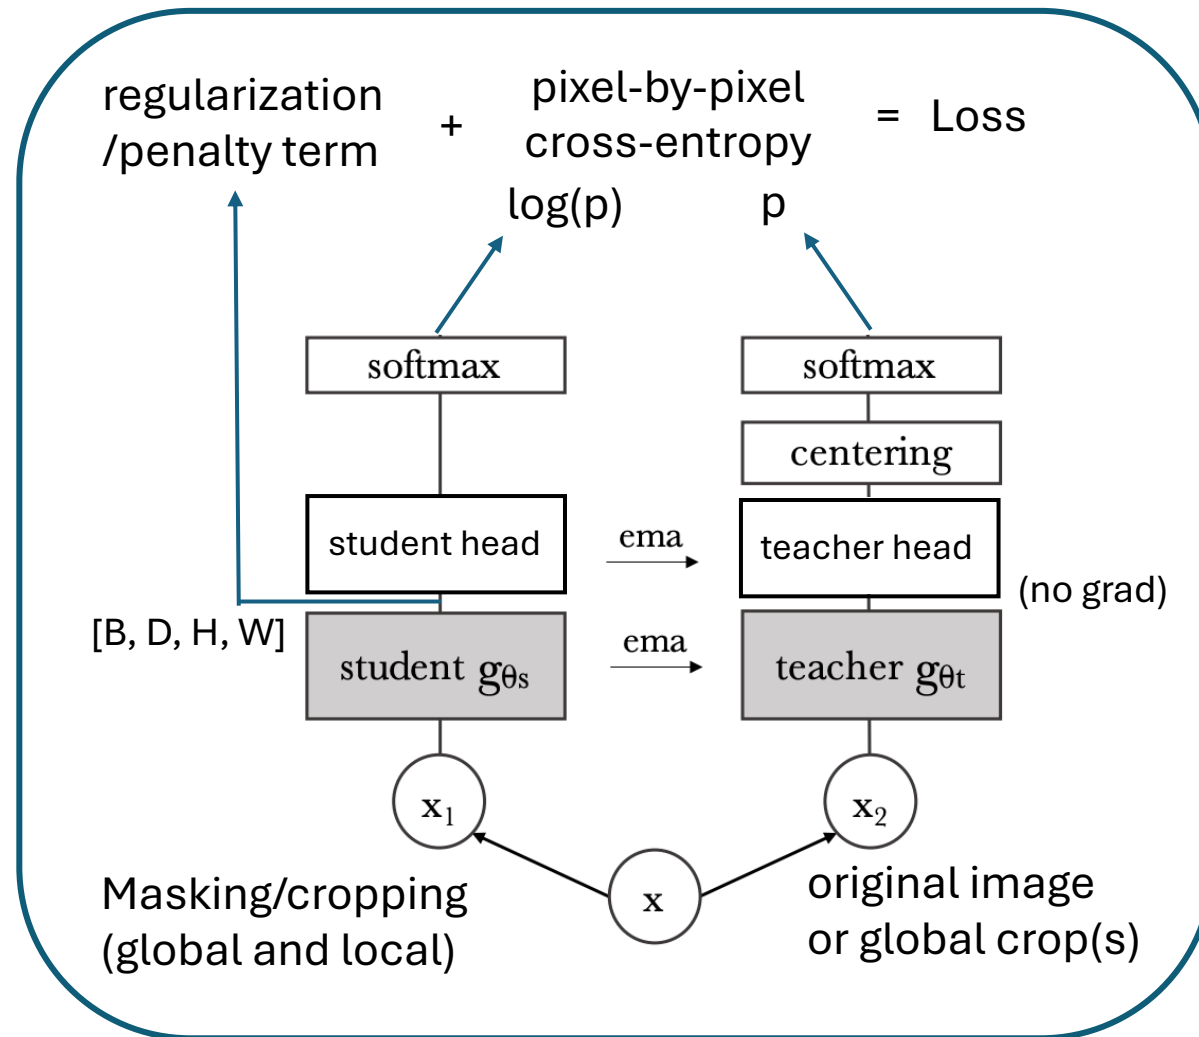 regularization
/penalty term
+
pixel-by-pixel
cross-entropy
= Loss
log(p)
p
softmax
softmax
centering
student head
ema
teacher head
(no grad)
[B, D, H, W]
student gθs
ema
teacher gθt
x1
x2
x
Masking/cropping
(global and local)
original image
or global crop(s)